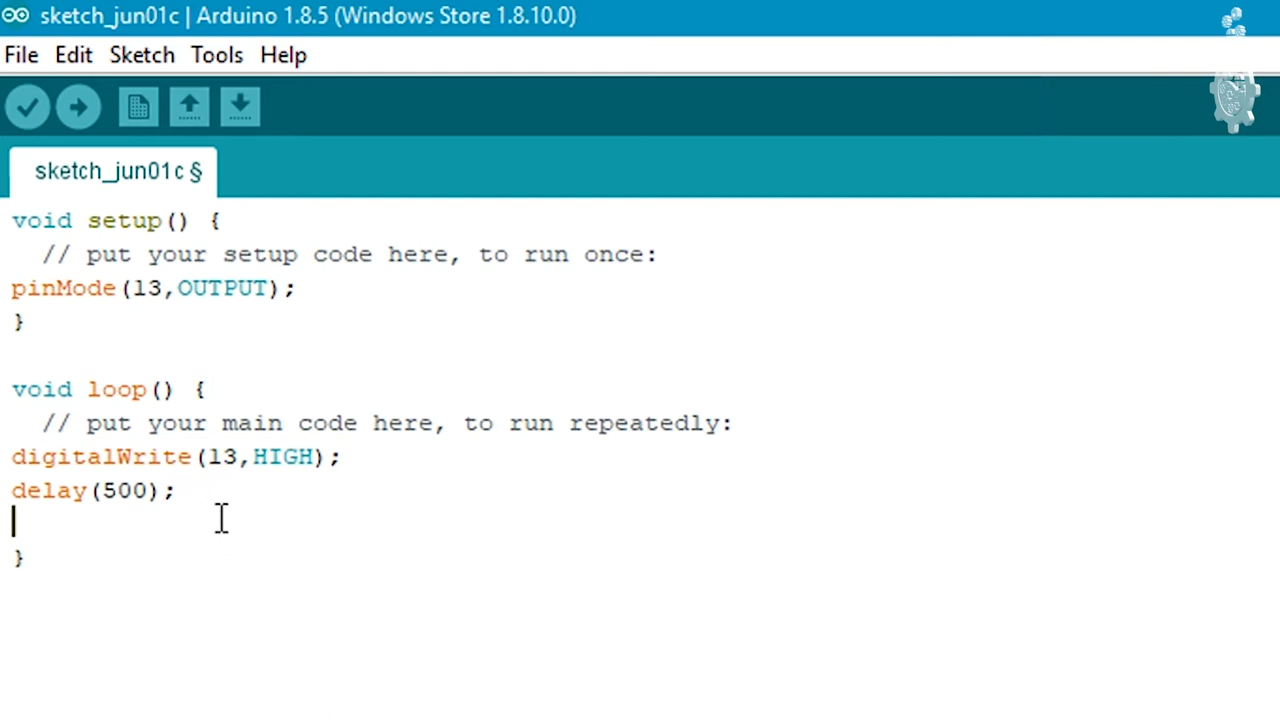 sketch_jun01c | Arduino 1.8.5 (Windows Store 1.8.10.0)
File Edit Sketch Tools Help
sketch_jun01c §
void setup() {
  // put your setup code here, to run once:
pinMode(13,OUTPUT);
}
void loop() {
  // put your main code here, to run repeatedly:
digitalWrite(13,HIGH);
delay(500);
}